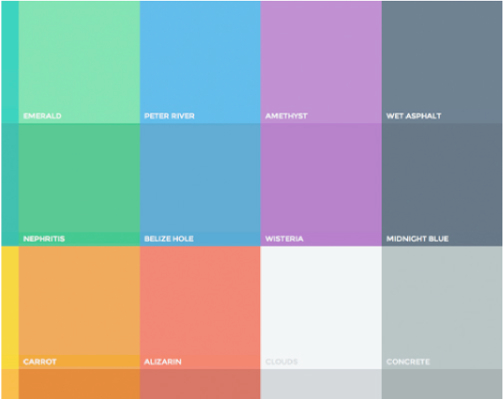 EMERALD
PETER RIVER
AMETHYST
WET ASPHALT
NEPHRITIS
BELIZE HOLE
WISTERIA
MIDNIGHT BLUE
CARROT
ALIZARIN
CLOUDS
CONCRETE